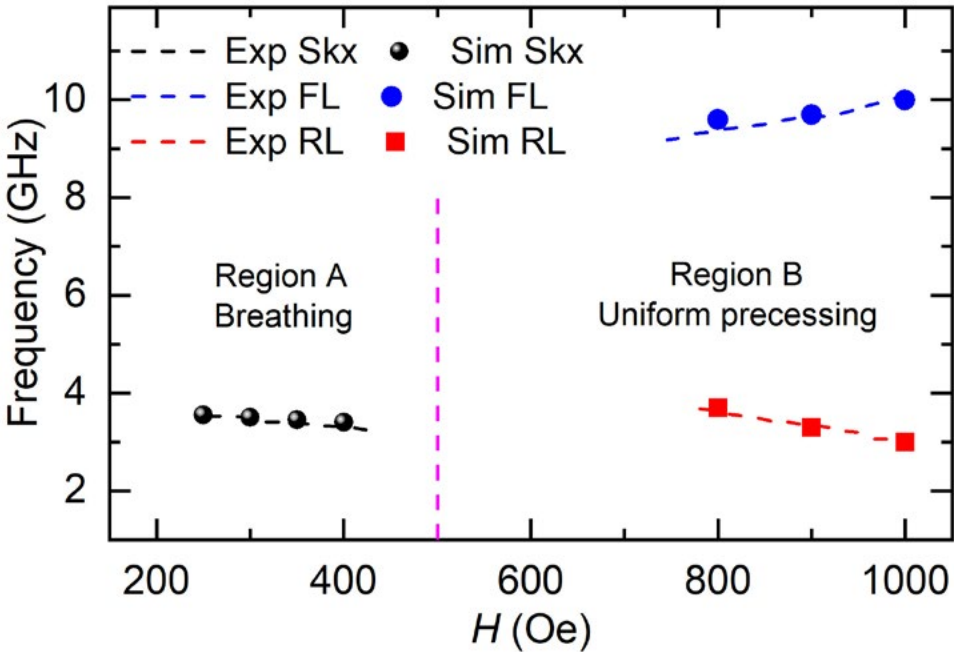 Exp Skx Sim Skx
Exp FL Sim FL
Exp RL Sim RL
10
8
6
4
2
Frequency (GHz)
Region A
Breathing
Region B
Uniform precessing
200 400 600 800 1000
H (Oe)